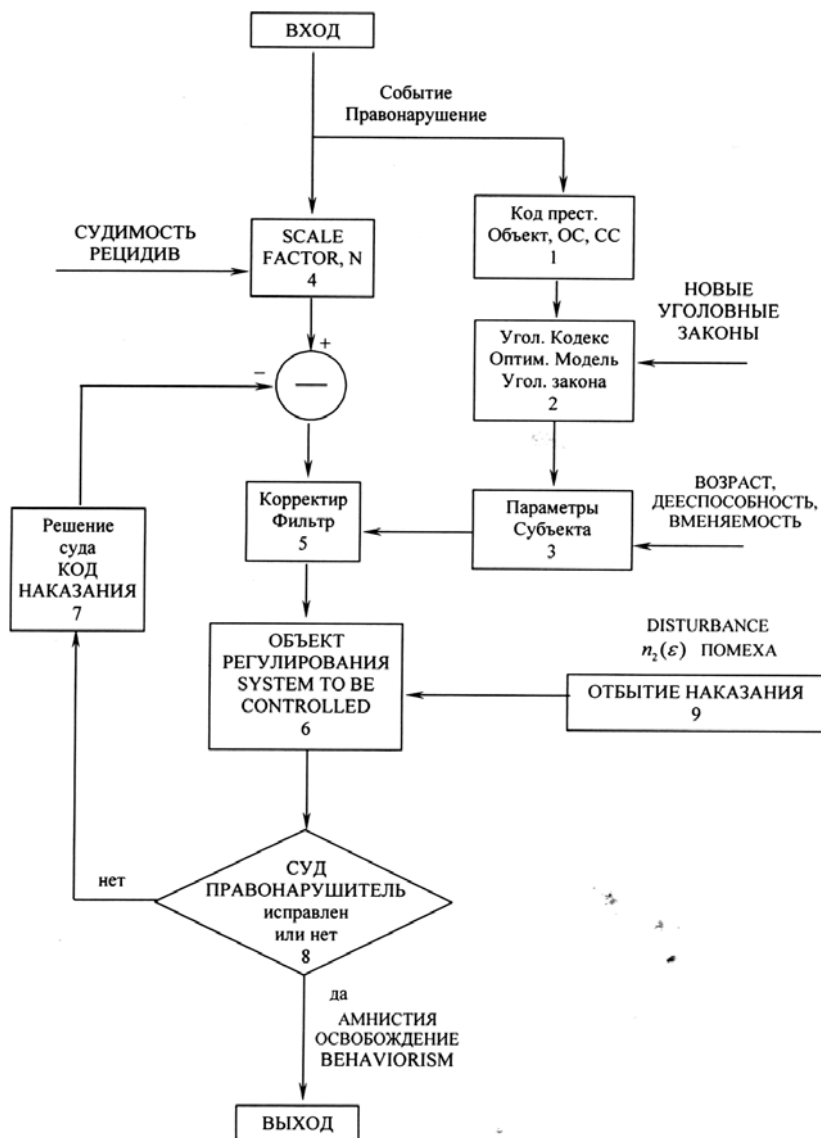 ВХОД
Событие
Правонарушение
СУДИМОСТЬ
РЕЦИДИВ
SCALE
FACTOR, N
4
Код прест.
Объект, ОС, СС
1
НОВЫЕ
УГОЛОВНЫЕ
ЗАКОНЫ
+
−
—
Угол. Кодекс
Оптим. Модель
Угол. закона
2
Решение
суда
КОД
НАКАЗАНИЯ
7
Корректир
Фильтр
5
Параметры
Субъекта
3
ВОЗРАСТ,
ДЕЕСПОСОБНОСТЬ,
ВМЕНЯЕМОСТЬ
ОБЪЕКТ
РЕГУЛИРОВАНИЯ
SYSTEM TO BE
CONTROLLED
6
DISTURBANCE
n₂(ε) ПОМЕХА
ОТБЫТИЕ НАКАЗАНИЯ
9
нет
СУД
ПРАВОНАРУШИТЕЛЬ
исправлен
или нет
8
да
АМНИСТИЯ
ОСВОБОЖДЕНИЕ
BEHAVIORISM
ВЫХОД